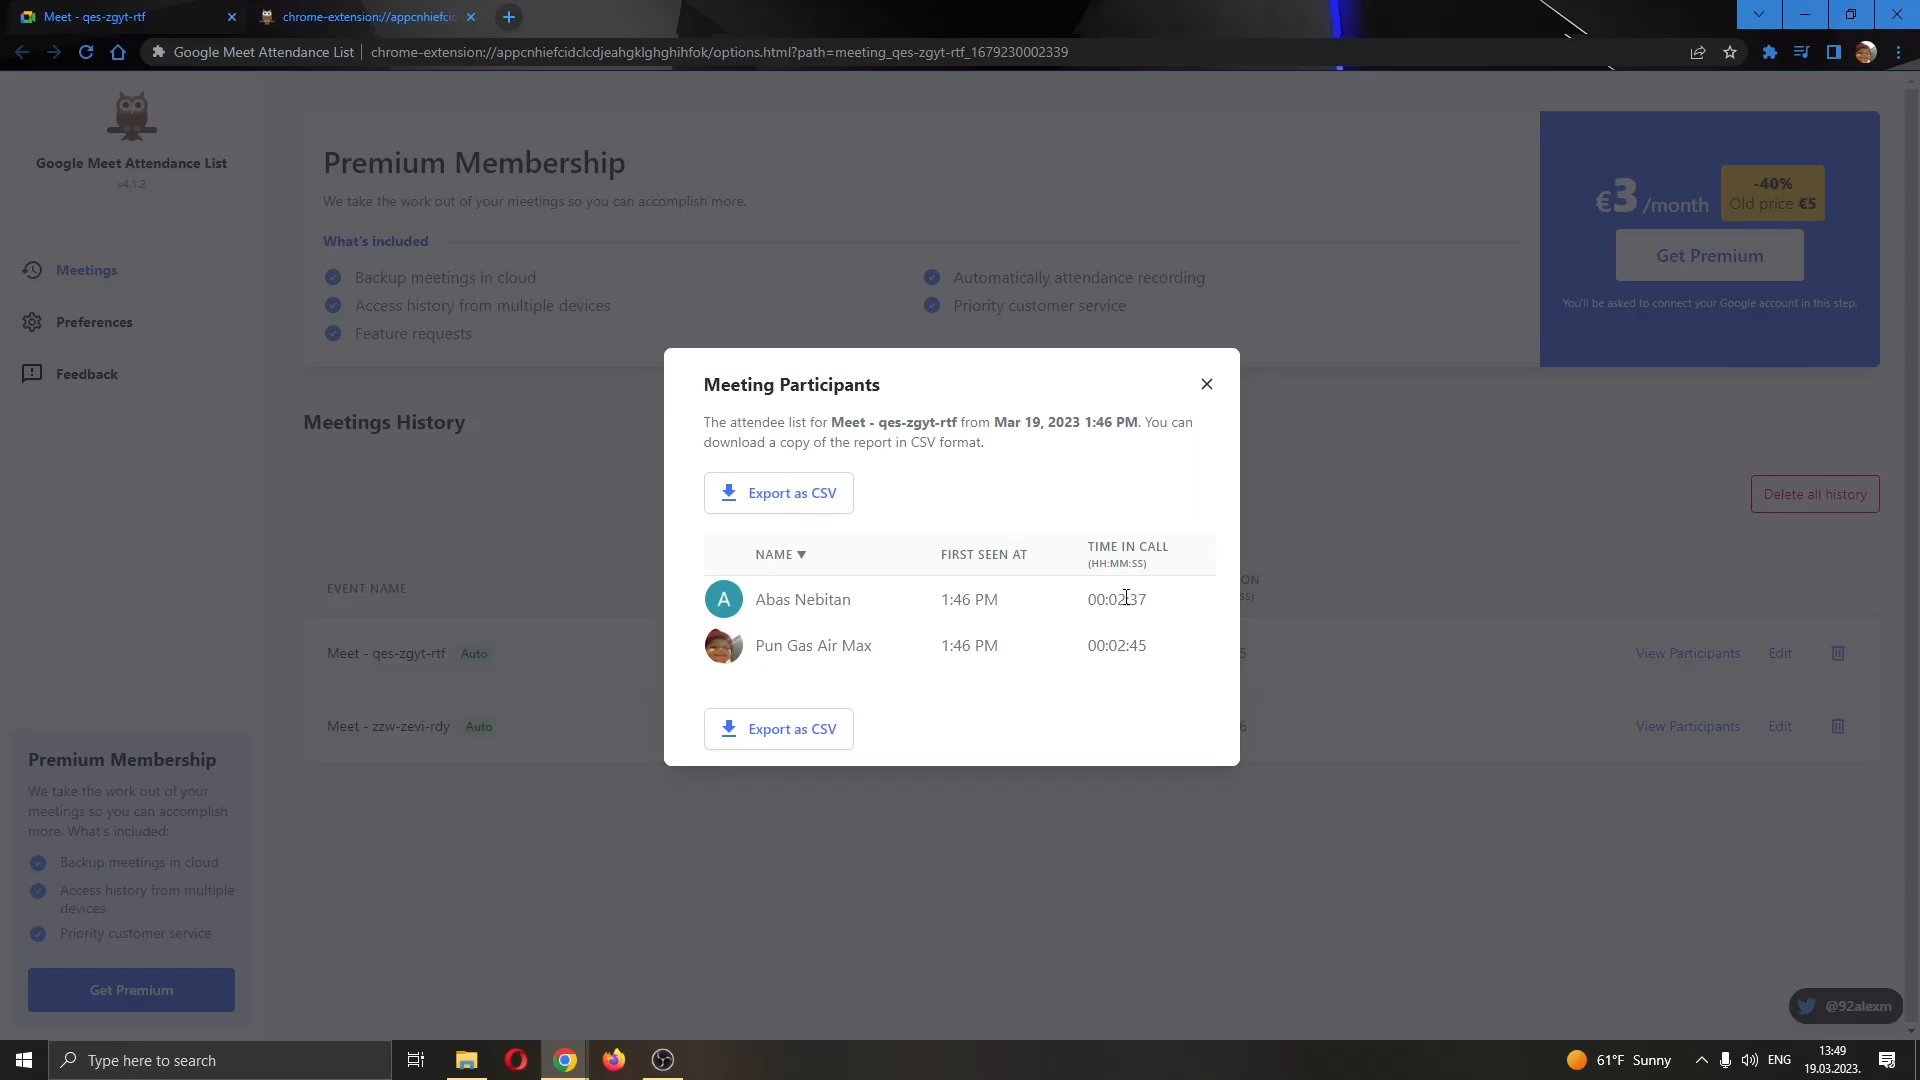 Meet - qes-zgyt-rtf
chrome-extension://appcnhiefcic
Google Meet Attendance List | chrome-extension://appcnhiefcidclcdjeahgklghghihfok/options.html?path=meeting_qes-zgyt-rtf_1679230002339
Google Meet Attendance List
v4.1.2
Meetings
Preferences
Feedback
Premium Membership
We take the work out of your meetings so you can accomplish more.
What's included
Backup meetings in cloud
Automatically attendance recording
Access history from multiple devices
Priority customer service
Feature requests
€3 /month
-40%
Old price €5
Get Premium
You'll be asked to connect your Google account in this step.
Meetings History
Delete all history
EVENT NAME
Meet - qes-zgyt-rtf Auto
View Participants Edit
Meet - zzw-zevi-rdy Auto
View Participants Edit
Meeting Participants
The attendee list for Meet - qes-zgyt-rtf from Mar 19, 2023 1:46 PM. You can
download a copy of the report in CSV format.
Export as CSV
NAME ▼ FIRST SEEN AT TIME IN CALL
(HH:MM:SS)
A Abas Nebitan 1:46 PM 00:02:37
Pun Gas Air Max 1:46 PM 00:02:45
Export as CSV
Premium Membership
We take the work out of your
meetings so you can accomplish
more. What's included:
Backup meetings in cloud
Access history from multiple
devices
Priority customer service
Get Premium
@92alexm
Type here to search
61°F Sunny
ENG
13:49
19.03.2023.